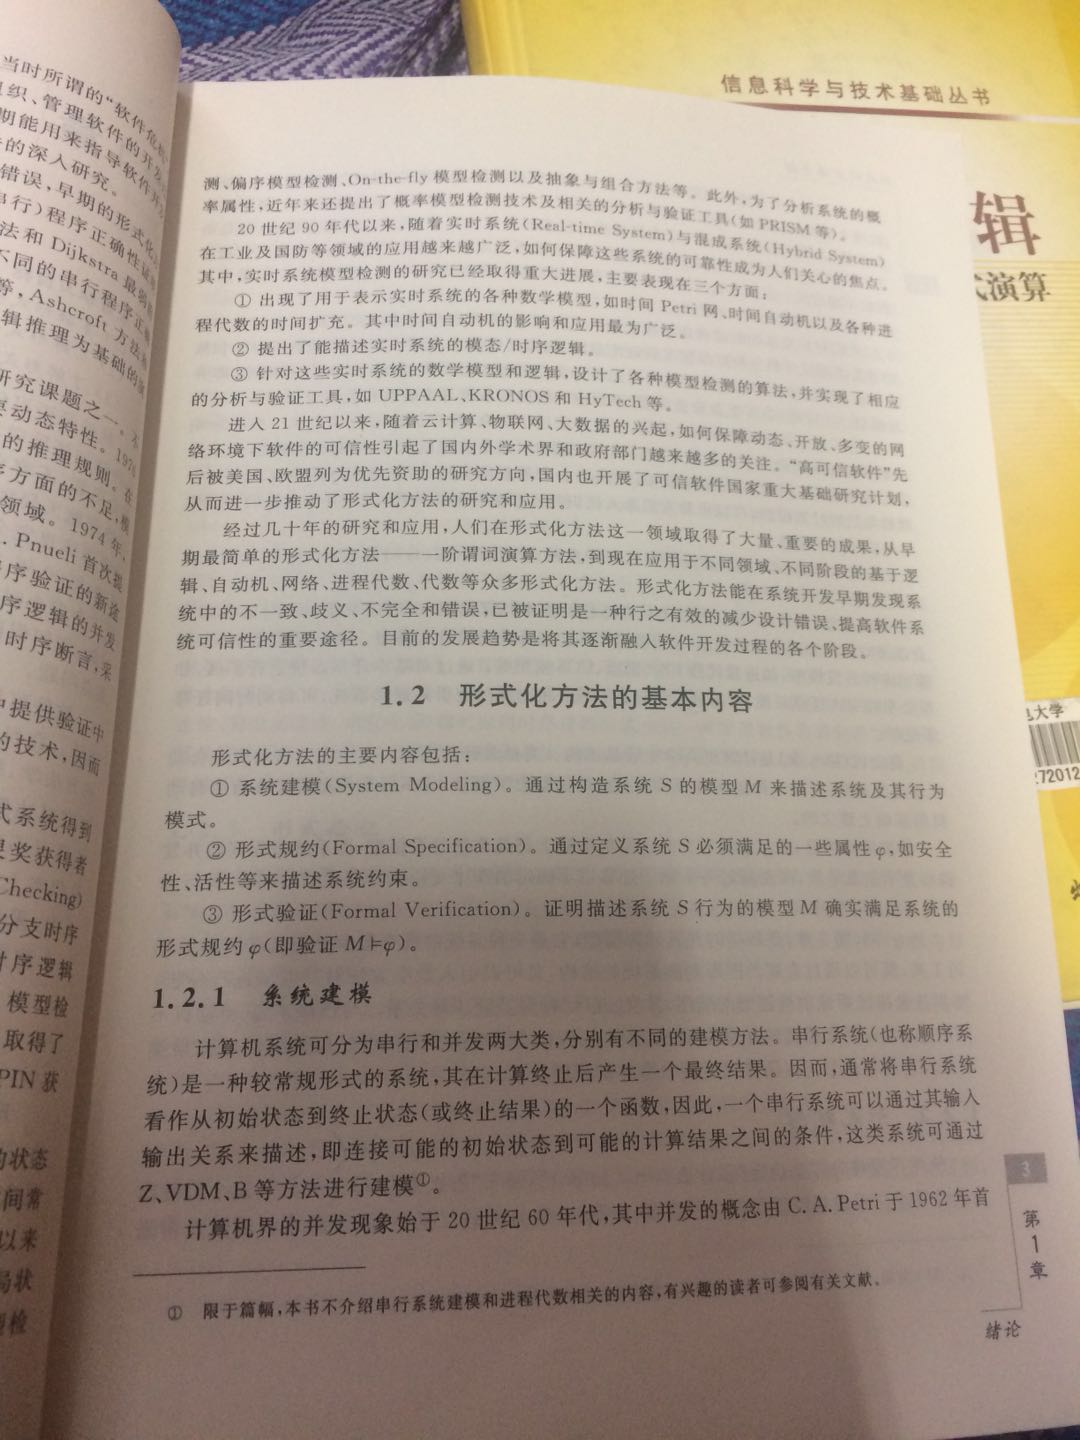 当时所谓的“软件危机”
织、管理软件的开发
期能用来指导软件开发
的深入研究。
错误,早期的形式化
行)程序正确性证
法和 Dijkstra 最弱
不同的串行程序正确
等, Ashcroft 方法
辑推理为基础的演
研究课题之一。
要动态特性。
的推理规则。在
方面的不足,
领域。1974 年,
. Pnueli 首次提
序验证的新途
序逻辑的并发
时序断言,采
中提供验证中
的技术,因而
式系统得到
奖获得者
Checking)
分支时序
时序逻辑
模型检
取得了
PIN 获
的状态
间常
以来
局状
检
测、偏序模型检测、On-the-fly 模型检测以及抽象与组合方法等。此外,为了分析系统的概
率属性,近年来还提出了概率模型检测技术及相关的分析与验证工具(如 PRISM 等)。
20 世纪 90 年代以来,随着实时系统(Real-time System)与混成系统(Hybrid System)
在工业及国防等领域的应用越来越广泛,如何保障这些系统的可靠性成为人们关心的焦点。
其中,实时系统模型检测的研究已经取得重大进展,主要表现在三个方面:
① 出现了用于表示实时系统的各种数学模型,如时间 Petri 网、时间自动机以及各种进
程代数的时间扩充。其中时间自动机的影响和应用最为广泛。
② 提出了能描述实时系统的模态/时序逻辑。
③ 针对这些实时系统的数学模型和逻辑,设计了各种模型检测的算法,并实现了相应
的分析与验证工具,如 UPPAAL、KRONOS 和 HyTech 等。
进入 21 世纪以来,随着云计算、物联网、大数据的兴起,如何保障动态、开放、多变的网
络环境下软件的可信性引起了国内外学术界和政府部门越来越多的关注。“高可信软件”先
后被美国、欧盟列为优先资助的研究方向,国内也开展了可信软件国家重大基础研究计划,
从而进一步推动了形式化方法的研究和应用。
经过几十年的研究和应用,人们在形式化方法这一领域取得了大量、重要的成果,从早
期最简单的形式化方法——一阶谓词演算方法,到现在应用于不同领域、不同阶段的基于逻
辑、自动机、网络、进程代数、代数等众多形式化方法。形式化方法能在系统开发早期发现系
统中的不一致、歧义、不完全和错误,已被证明是一种行之有效的减少设计错误、提高软件系
统可信性的重要途径。目前的发展趋势是将其逐渐融入软件开发过程的各个阶段。
1.2 形式化方法的基本内容
形式化方法的主要内容包括:
① 系统建模(System Modeling)。通过构造系统 S 的模型 M 来描述系统及其行为
模式。
② 形式规约(Formal Specification)。通过定义系统 S 必须满足的一些属性 φ,如安全
性、活性等来描述系统约束。
③ 形式验证(Formal Verification)。证明描述系统 S 行为的模型 M 确实满足系统的
形式规约 φ(即验证 M⊨φ)。
1.2.1 系统建模
计算机系统可分为串行和并发两大类,分别有不同的建模方法。串行系统(也称顺序系
统)是一种较常规形式的系统,其在计算终止后产生一个最终结果。因而,通常将串行系统
看作从初始状态到终止状态(或终止结果)的一个函数,因此,一个串行系统可以通过其输入
输出关系来描述,即连接可能的初始状态到可能的计算结果之间的条件,这类系统可通过
Z、VDM、B 等方法进行建模①。
计算机界的并发现象始于 20 世纪 60 年代,其中并发的概念由 C. A. Petri 于 1962 年首
① 限于篇幅,本书不介绍串行系统建模和进程代数相关的内容,有兴趣的读者可参阅有关文献。
3
第1章
绪论
信息科学与技术基础丛书
辑
演算
电大学
272012